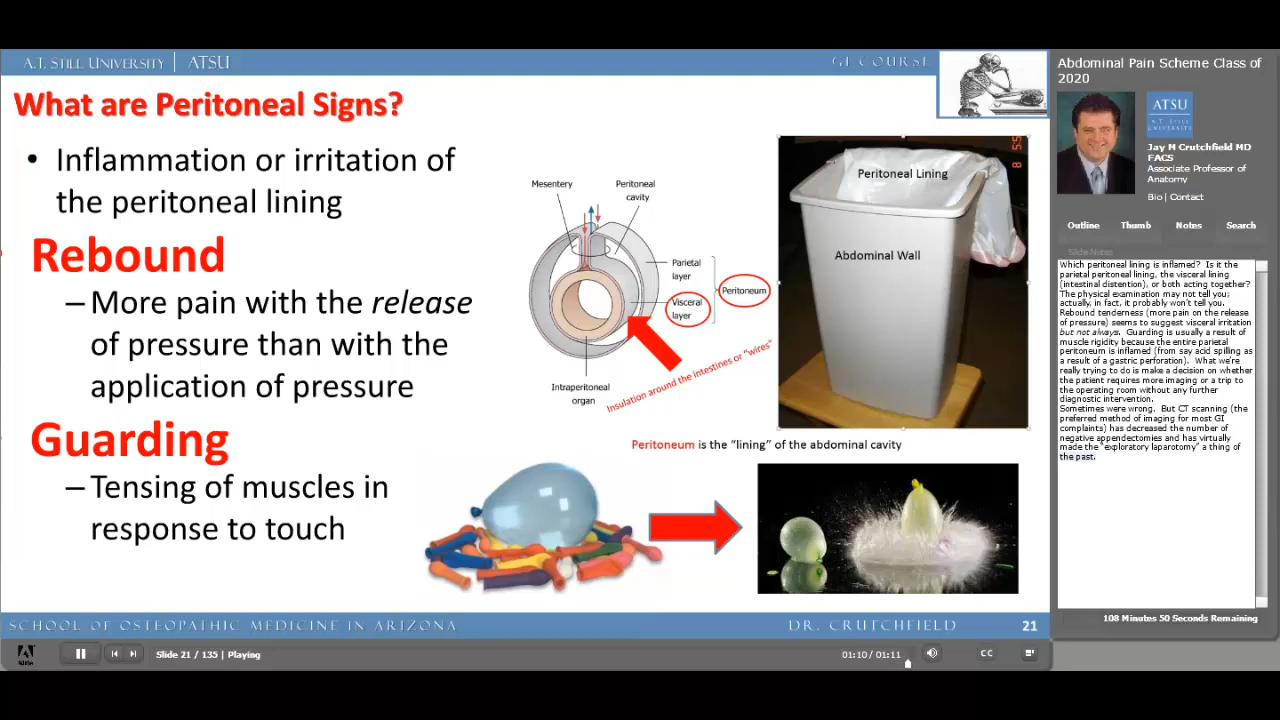 A.T. STILL UNIVERSITY | ATSU
GI COURSE
What are Peritoneal Signs?
• Inflammation or irritation of
the peritoneal lining
Rebound
– More pain with the release
of pressure than with the
application of pressure
Guarding
– Tensing of muscles in
response to touch
Mesentery
Peritoneal
cavity
Parietal
layer
Visceral
layer
Peritoneum
Intraperitoneal
organ
Insulation around the intestines or “wires”
Peritoneal Lining
Abdominal Wall
Peritoneum is the “lining” of the abdominal cavity
SCHOOL OF OSTEOPATHIC MEDICINE IN ARIZONA
DR. CRUTCHFIELD
21
Abdominal Pain Scheme Class of
2020
ATSU
A.T. STILL
UNIVERSITY
Jay M Crutchfield MD
FACS
Associate Professor of
Anatomy
Bio | Contact
Outline
Thumb
Notes
Search
Slide Notes
Which peritoneal lining is inflamed? Is it the
parietal peritoneal lining, the visceral lining
(intestinal distention), or both acting together?
The physical examination may not tell you;
actually, in fact, it probably won't tell you.
Rebound tenderness (more pain on the release
of pressure) seems to suggest visceral irritation
but not always. Guarding is usually a result of
muscle rigidity because the entire parietal
peritoneum is inflamed (from say acid spilling as
a result of a gastric perforation). What we're
really trying to do is make a decision on whether
the patient requires more imaging or a trip to
the operating room without any further
diagnostic intervention.
Sometimes were wrong. But CT scanning (the
preferred method of imaging for most GI
complaints) has decreased the number of
negative appendectomies and has virtually
made the “exploratory laparotomy” a thing of
the past.
108 Minutes 50 Seconds Remaining
Slide 21 / 135 | Playing
01:10 / 01:11
CC